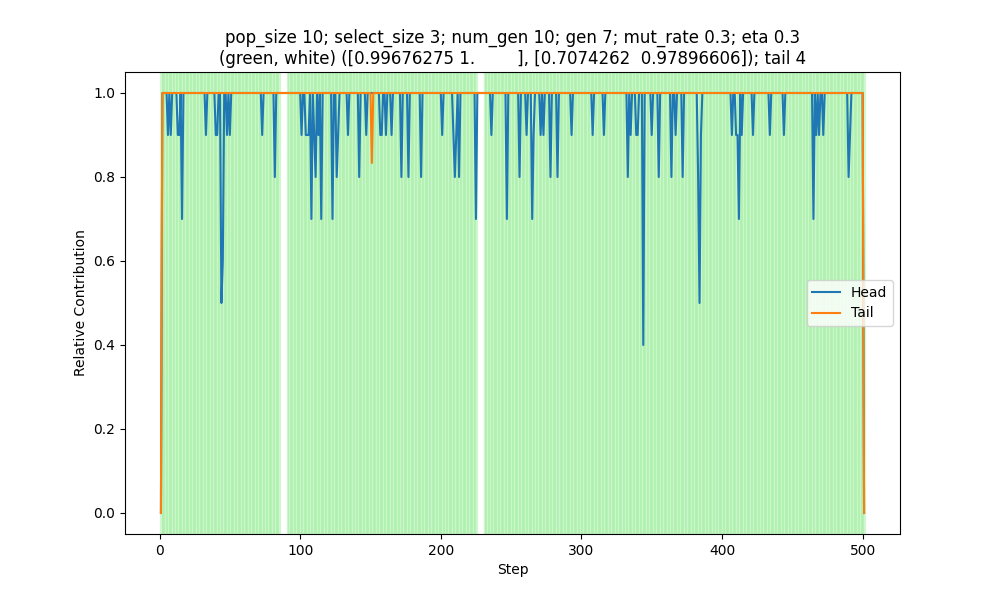 pop_size 10; select_size 3; num_gen 10; gen 7; mut_rate 0.3; eta 0.3
(green, white) ([0.99676275 1.        ], [0.7074262  0.97896606]); tail 4
1.0
0.8
0.6
0.4
0.2
0.0
Relative Contribution
Head
Tail
0
100
200
300
400
500
Step